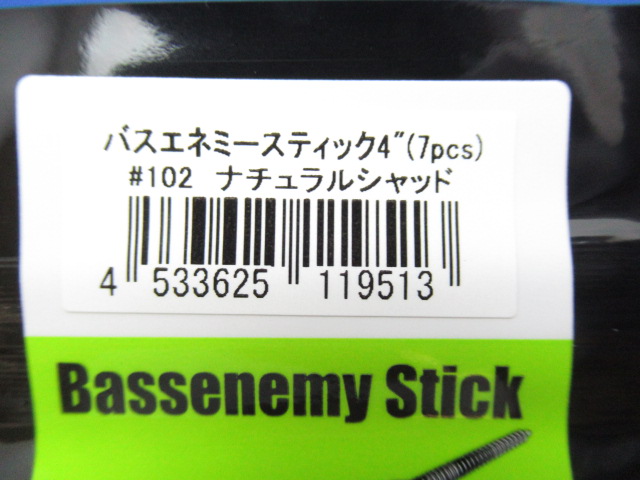 バスエネミースティック4"(7pcs)
#102 ナチュラルシャッド
4 533625 119513
Bassenemy Stick